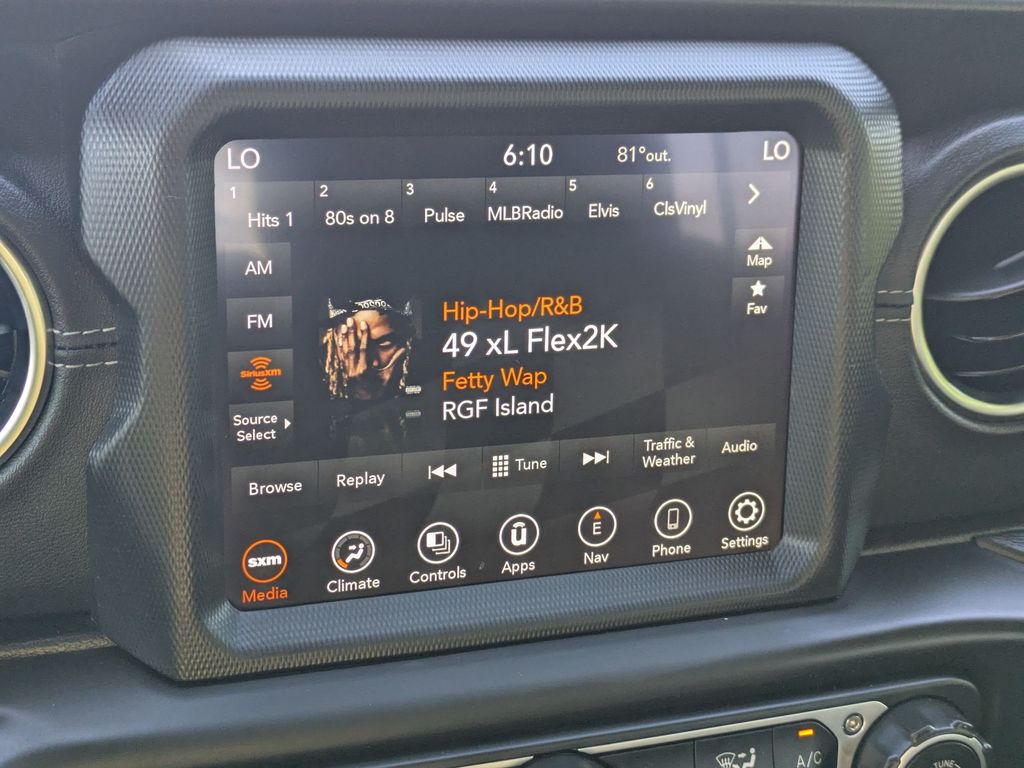 LO 6:10 81°out. LO
1 2 3 4 5 6
Hits 1 80s on 8 Pulse MLBRadio Elvis ClsVinyl
AM
Map
FM
Fav
Hip-Hop/R&B
49 xL Flex2K
SiriusXM
Fetty Wap
RGF Island
Source
Select
Browse Replay Tune Traffic & Audio
Weather
sxm
Media
Climate
Controls
Apps
E
Nav
Phone
Settings
A/C
TUNE